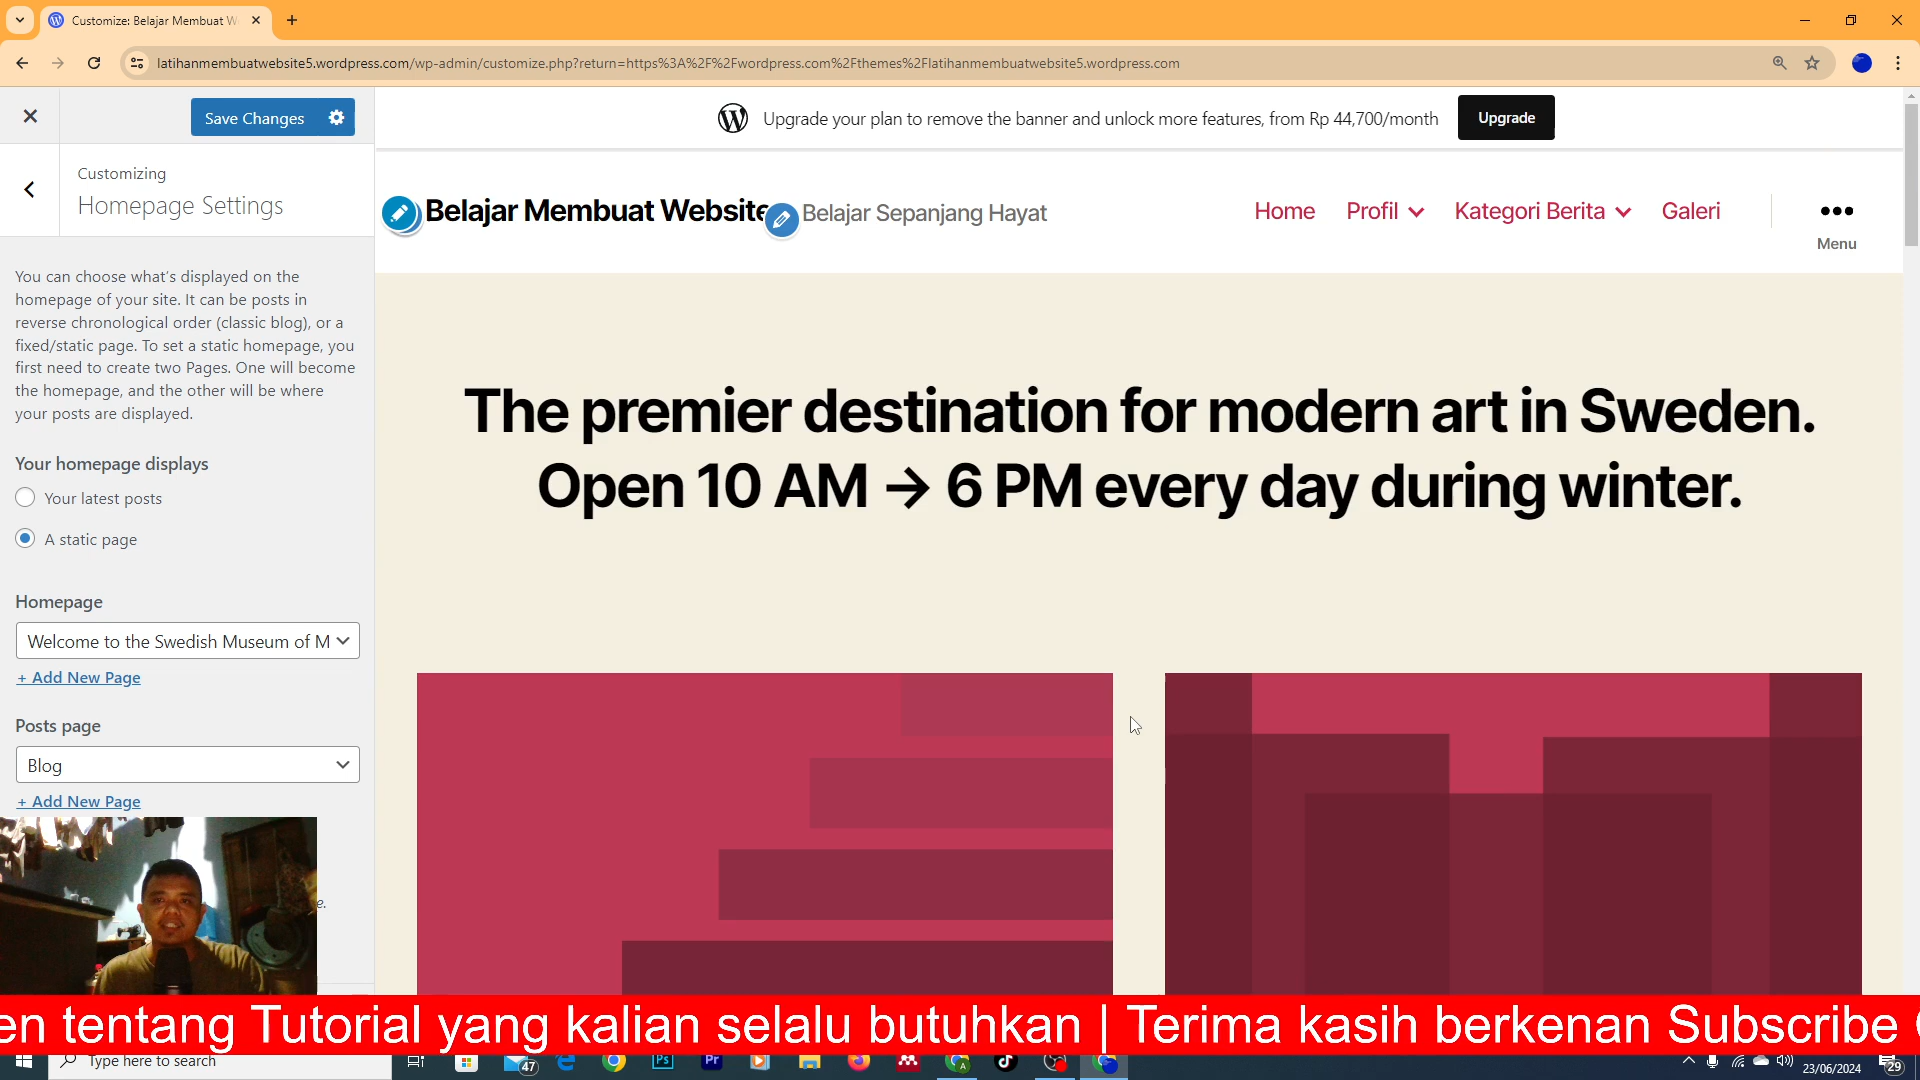 Customize: Belajar Membuat W
latihanmembuatwebsite5.wordpress.com/wp-admin/customize.php?return=https%3A%2F%2Fwordpress.com%2Fthemes%2Flatihanmembuatwebsite5.wordpress.com
Save Changes
Upgrade your plan to remove the banner and unlock more features, from Rp 44,700/month
Upgrade
Customizing
Homepage Settings
Belajar Membuat Website
Belajar Sepanjang Hayat
Home
Profil
Kategori Berita
Galeri
Menu
You can choose what's displayed on the
homepage of your site. It can be posts in
reverse chronological order (classic blog), or a
fixed/static page. To set a static homepage, you
first need to create two Pages. One will become
the homepage, and the other will be where
your posts are displayed.
Your homepage displays
Your latest posts
A static page
Homepage
Welcome to the Swedish Museum of M
+ Add New Page
Posts page
Blog
+ Add New Page
e.
The premier destination for modern art in Sweden.
Open 10 AM → 6 PM every day during winter.
en tentang Tutorial yang kalian selalu butuhkan | Terima kasih berkenan Subscribe
Type here to search
47
Ps
Pr
A
23/06/2024
29